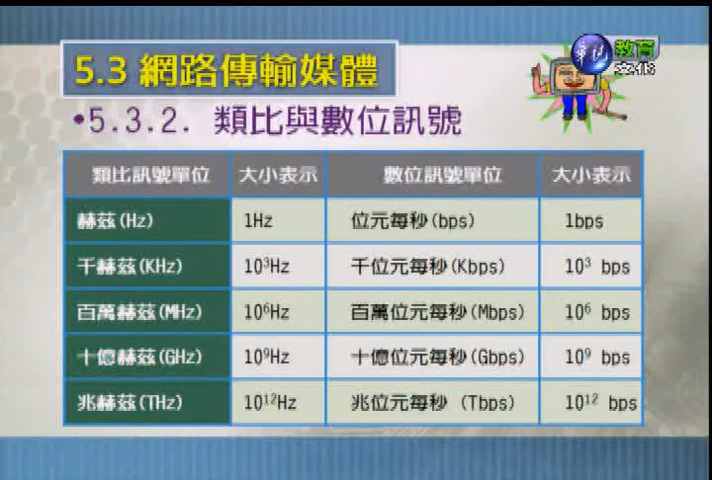 5.3 網路傳輸媒體
華視 教育
•5.3.2. 類比與數位訊號
類比訊號單位 大小表示 數位訊號單位 大小表示
赫茲(Hz) 1Hz 位元每秒(bps) 1bps
千赫茲(KHz) 10³Hz 千位元每秒(Kbps) 10³ bps
百萬赫茲(MHz) 10⁶Hz 百萬位元每秒(Mbps) 10⁶ bps
十億赫茲(GHz) 10⁹Hz 十億位元每秒(Gbps) 10⁹ bps
兆赫茲(THz) 10¹²Hz 兆位元每秒 (Tbps) 10¹² bps